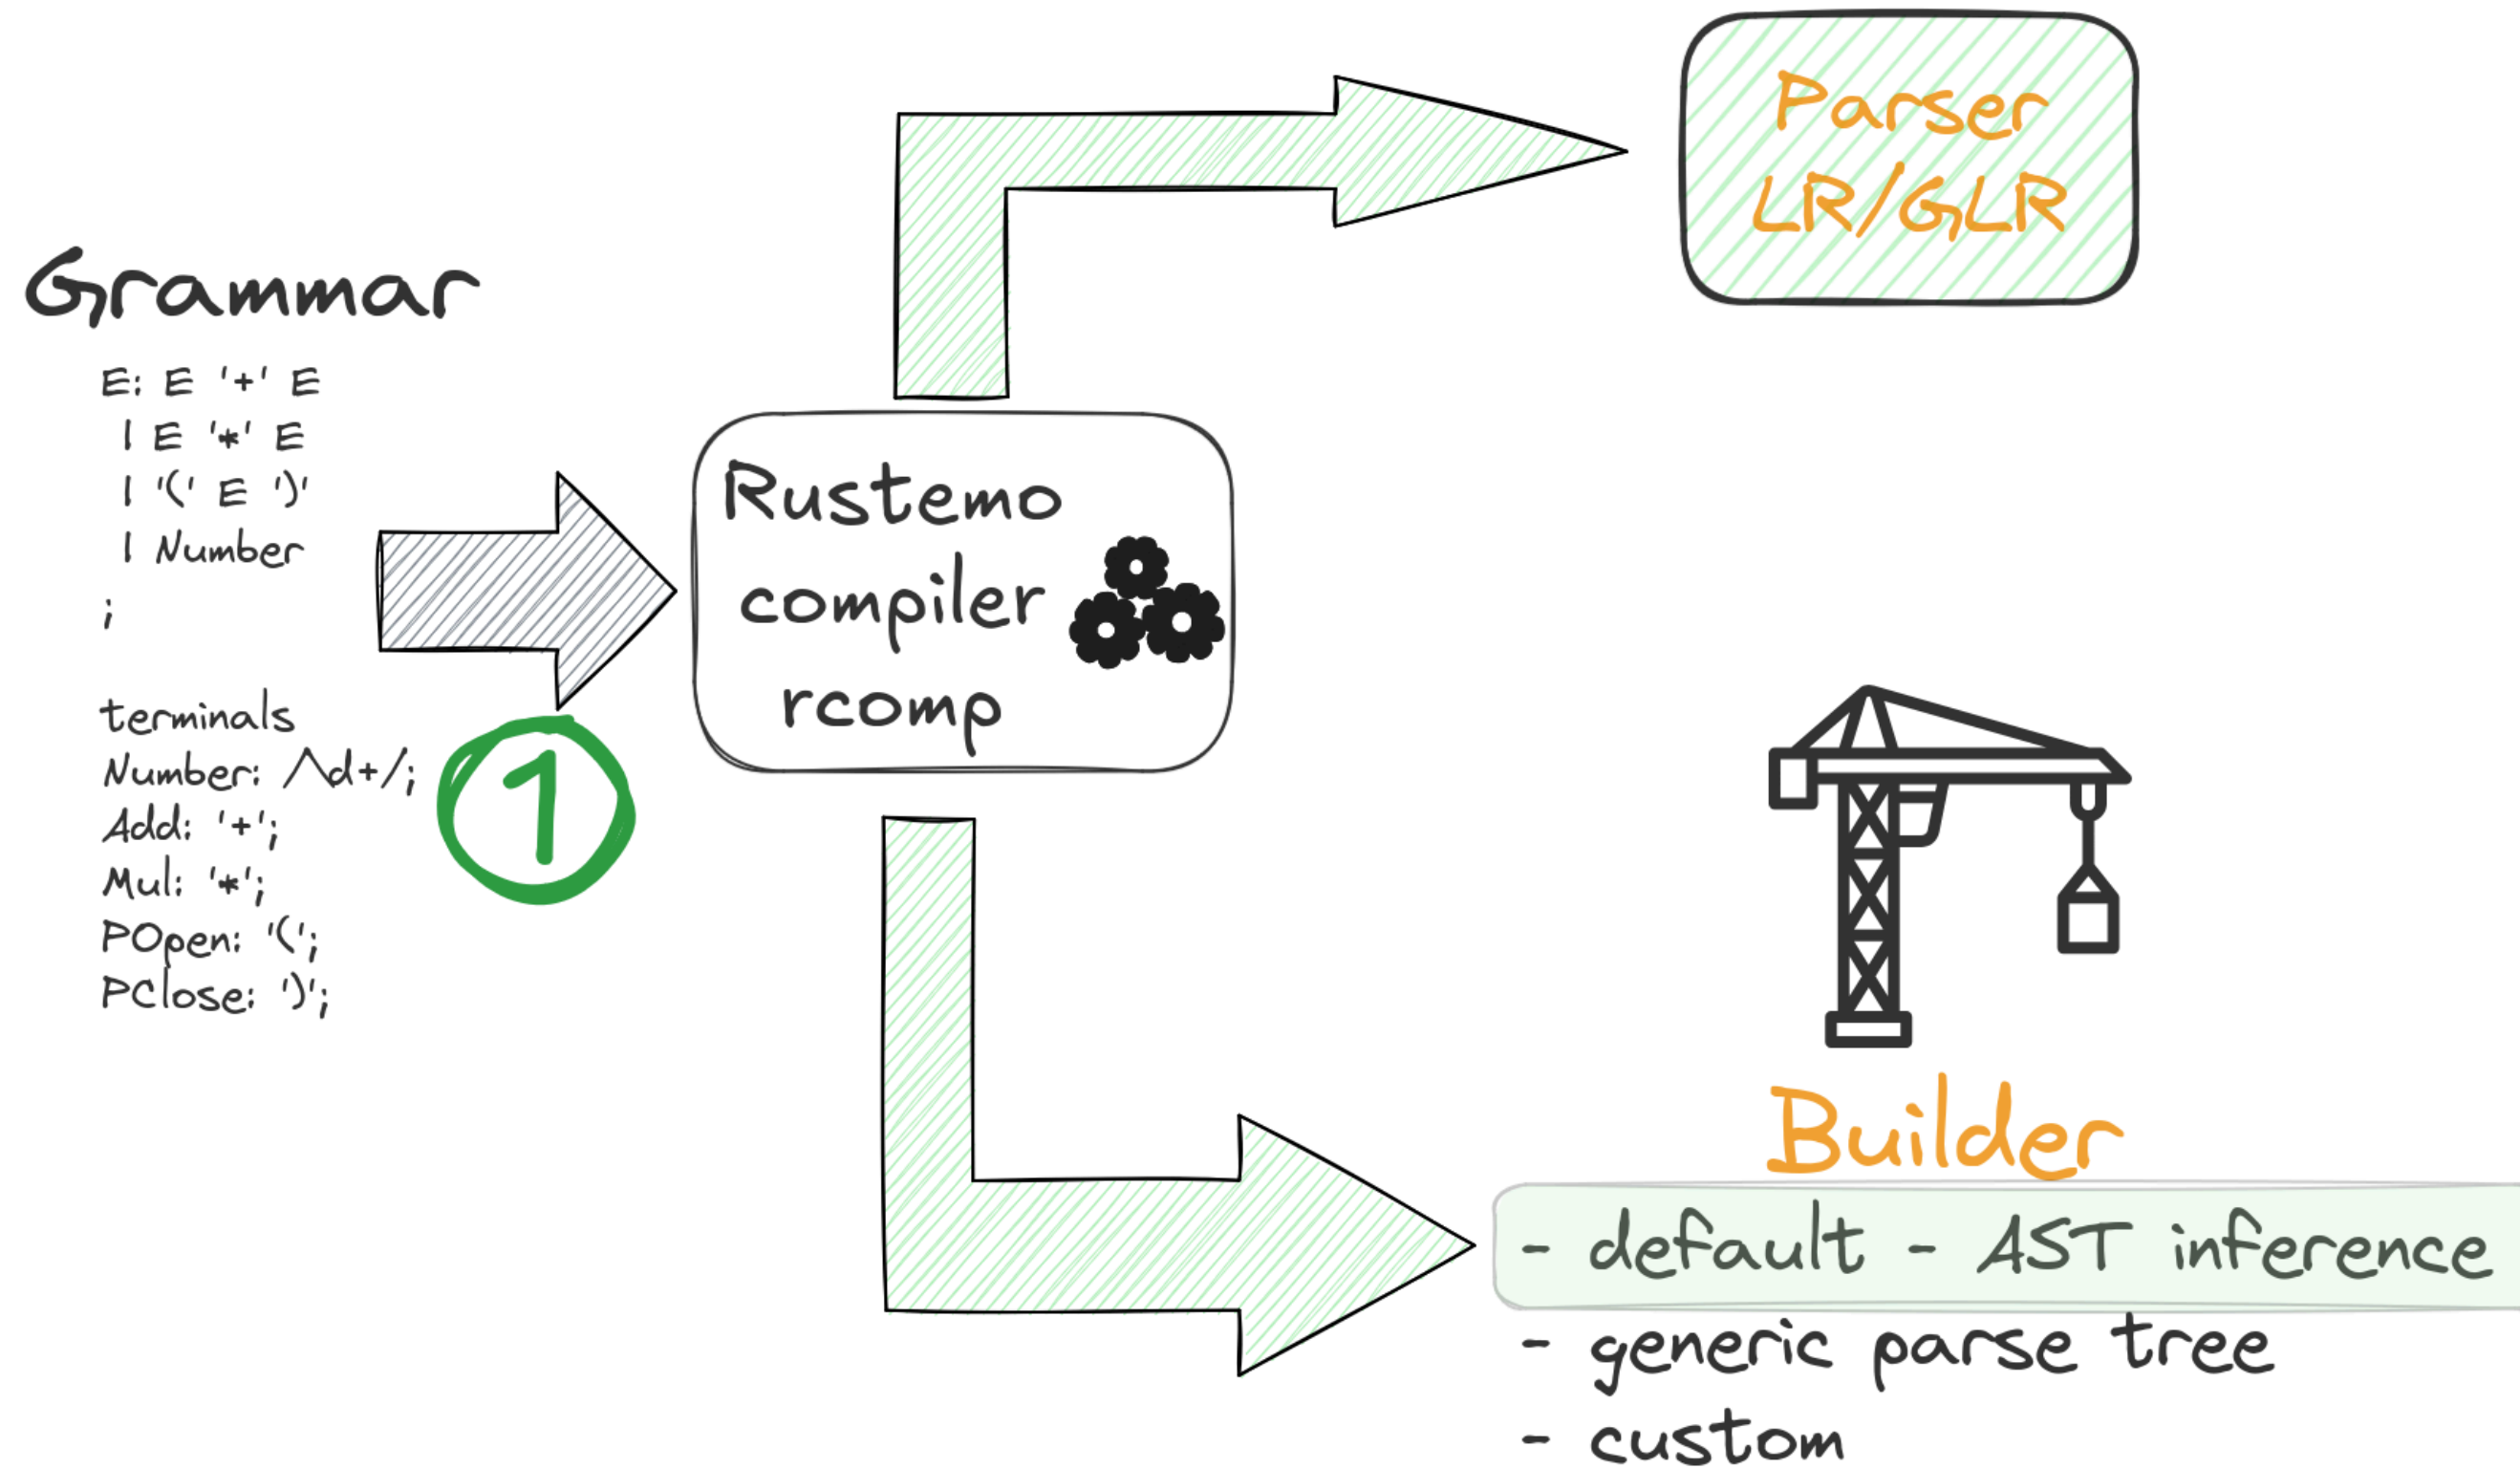 Grammar
E: E '+' E
| E '*' E
| '(' E ')'
| Number
;
terminals
Number: /\d+/;
Add: '+';
Mul: '*';
POpen: '(';
PClose: ')';
1
Rustemo
compiler
rcomp
Parser
LR/GLR
Builder
- default - AST inference
- generic parse tree
- custom